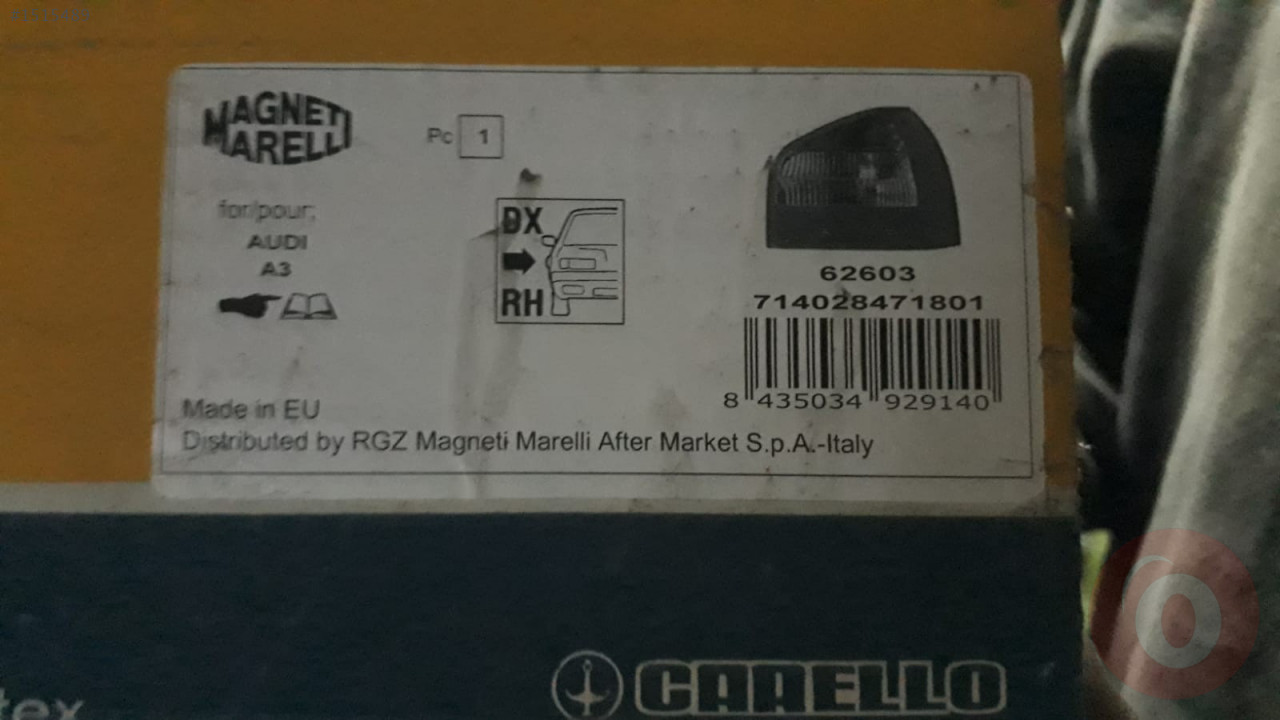 MAGNETI
MARELLI
Pc 1
for/pour:
AUDI
A3
DX
RH
62603
714028471801
8 435034 929140
Made in EU
Distributed by RGZ Magneti Marelli After Market S.p.A.-Italy
CARELLO
tex